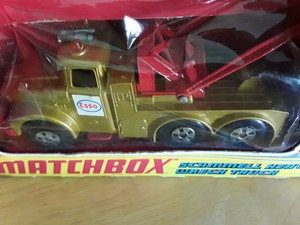 Esso
MATCHBOX
SCAMMELL HEAVY
WRECK TRUCK